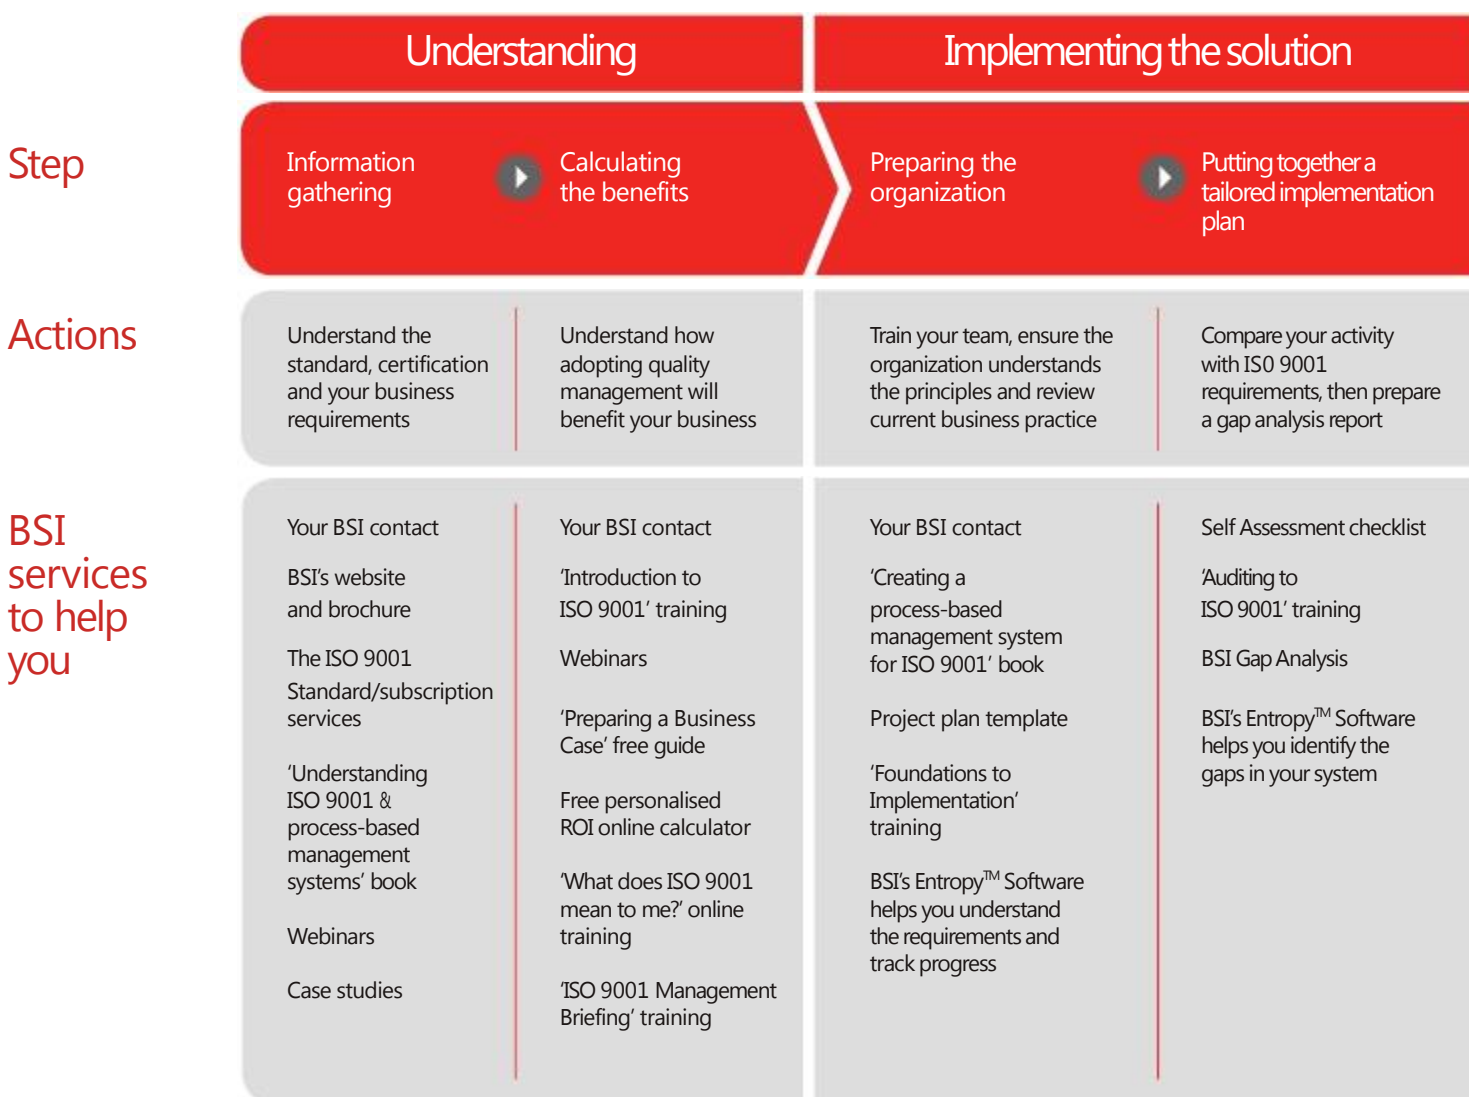 Understanding
Implementing the solution
Step
Information
gathering
Calculating
the benefits
Preparing the
organization
Putting together a
tailored implementation
plan
Actions
Understand the
standard, certification
and your business
requirements
Understand how
adopting quality
management will
benefit your business
Train your team, ensure the
organization understands
the principles and review
current business practice
Compare your activity
with IS0 9001
requirements, then prepare
a gap analysis report
BSI
services
to help
you
Your BSI contact
BSI's website
and brochure
The ISO 9001
Standard/subscription
services
‘Understanding
ISO 9001 &
process-based
management
systems’ book
Webinars
Case studies
Your BSI contact
‘Introduction to
ISO 9001’ training
Webinars
‘Preparing a Business
Case’ free guide
Free personalised
ROI online calculator
‘What does ISO 9001
mean to me?’ online
training
‘ISO 9001 Management
Briefing’ training
Your BSI contact
‘Creating a
process-based
management system
for ISO 9001’ book
Project plan template
‘Foundations to
Implementation’
training
BSI’s Entropy™ Software
helps you understand
the requirements and
track progress
Self Assessment checklist
‘Auditing to
ISO 9001’ training
BSI Gap Analysis
BSI’s Entropy™ Software
helps you identify the
gaps in your system